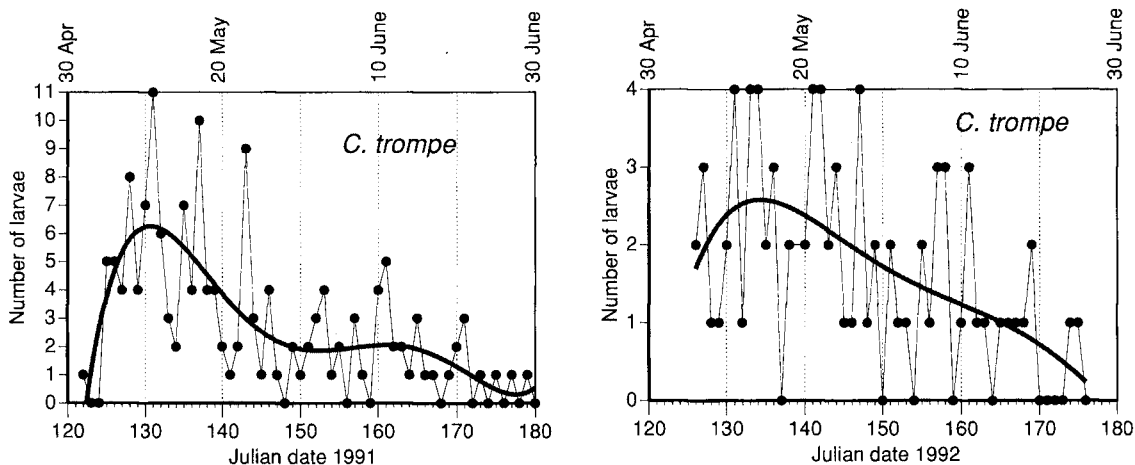 30 Apr
20 May
10 June
30 June
11
10
9
8
7
6
5
4
3
2
1
0
Number of larvae
C. trompe
120
130
140
150
160
170
180
Julian date 1991
30 Apr
20 May
10 June
30 June
4
3
2
1
0
Number of larvae
C. trompe
120
130
140
150
160
170
180
Julian date 1992